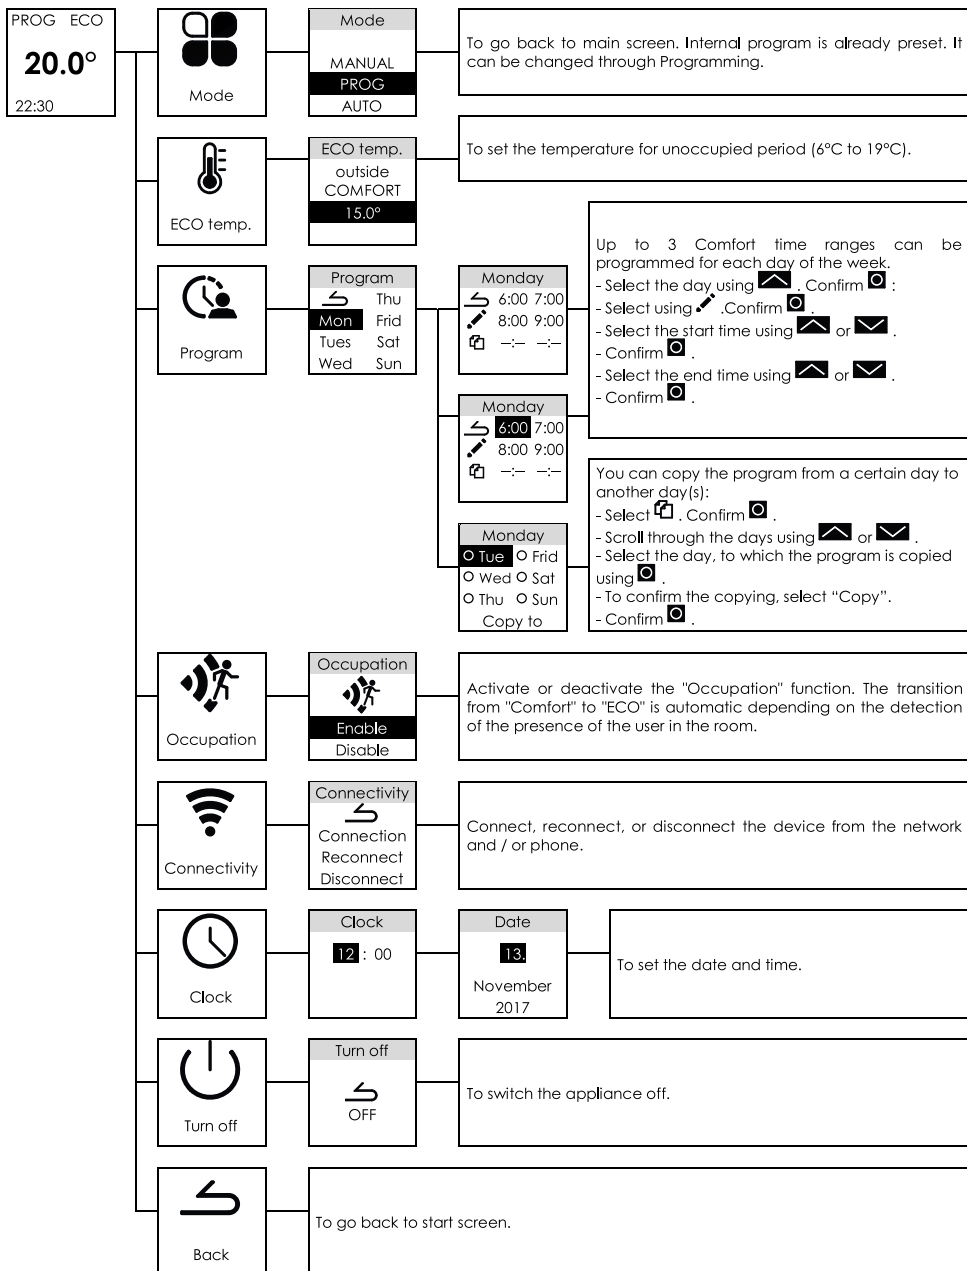 PROG ECO
20.0°
22:30
Mode
Mode
MANUAL
PROG
AUTO
To go back to main screen. Internal program is already preset. It
can be changed through Programming.
ECO temp.
ECO temp.
outside
COMFORT
15.0°
To set the temperature for unoccupied period (6°C to 19°C).
Program
Program
Thu
Mon Fri
Tues Sat
Wed Sun
Monday
6:00 7:00
8:00 9:00
--:-- --:--
Up to 3 Comfort time ranges can be
programmed for each day of the week.
- Select the day using . Confirm :
- Select using .Confirm .
- Select the start time using or .
- Confirm .
- Select the end time using or .
- Confirm .
Monday
6:00 7:00
8:00 9:00
--:-- --:--
Monday
Tue Frid
Wed Sat
Thu Sun
Copy to
You can copy the program from a certain day to
another day(s):
- Select . Confirm .
- Scroll through the days using or .
- Select the day, to which the program is copied
using .
- To confirm the copying, select “Copy”.
- Confirm .
Occupation
Occupation
Enable
Disable
Activate or deactivate the "Occupation" function. The transition
from "Comfort" to "ECO" is automatic depending on the detection
of the presence of the user in the room.
Connectivity
Connectivity
Connection
Reconnect
Disconnect
Connect, reconnect, or disconnect the device from the network
and / or phone.
Clock
Clock
12 : 00
Date
13.
November
2017
To set the date and time.
Turn off
Turn off
OFF
To switch the appliance off.
Back
To go back to start screen.